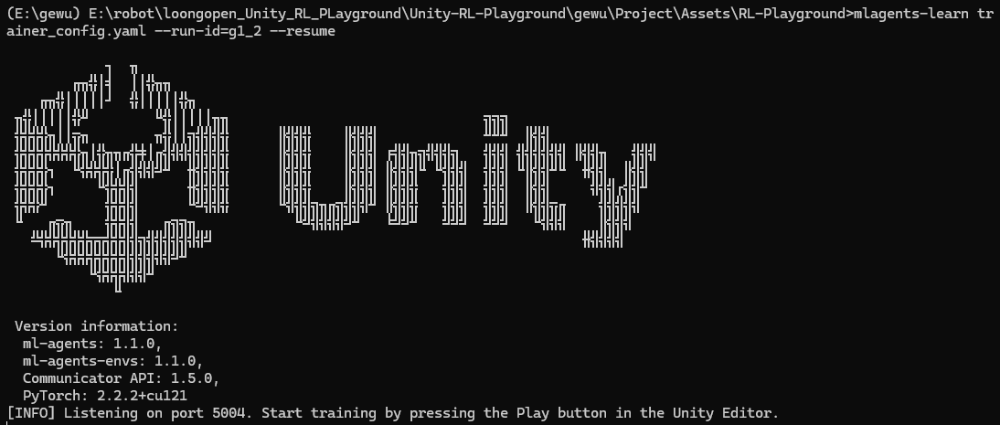 (E:\gewu) E:\robot\loongopen_Unity_RL_PLayground\Unity-RL-Playground\gewu\Project\Assets\RL-Playground>mlagents-learn tr
ainer_config.yaml --run-id=g1_2 --resume
Unity
Version information:
ml-agents: 1.1.0,
ml-agents-envs: 1.1.0,
Communicator API: 1.5.0,
PyTorch: 2.2.2+cu121
[INFO] Listening on port 5004. Start training by pressing the Play button in the Unity Editor.